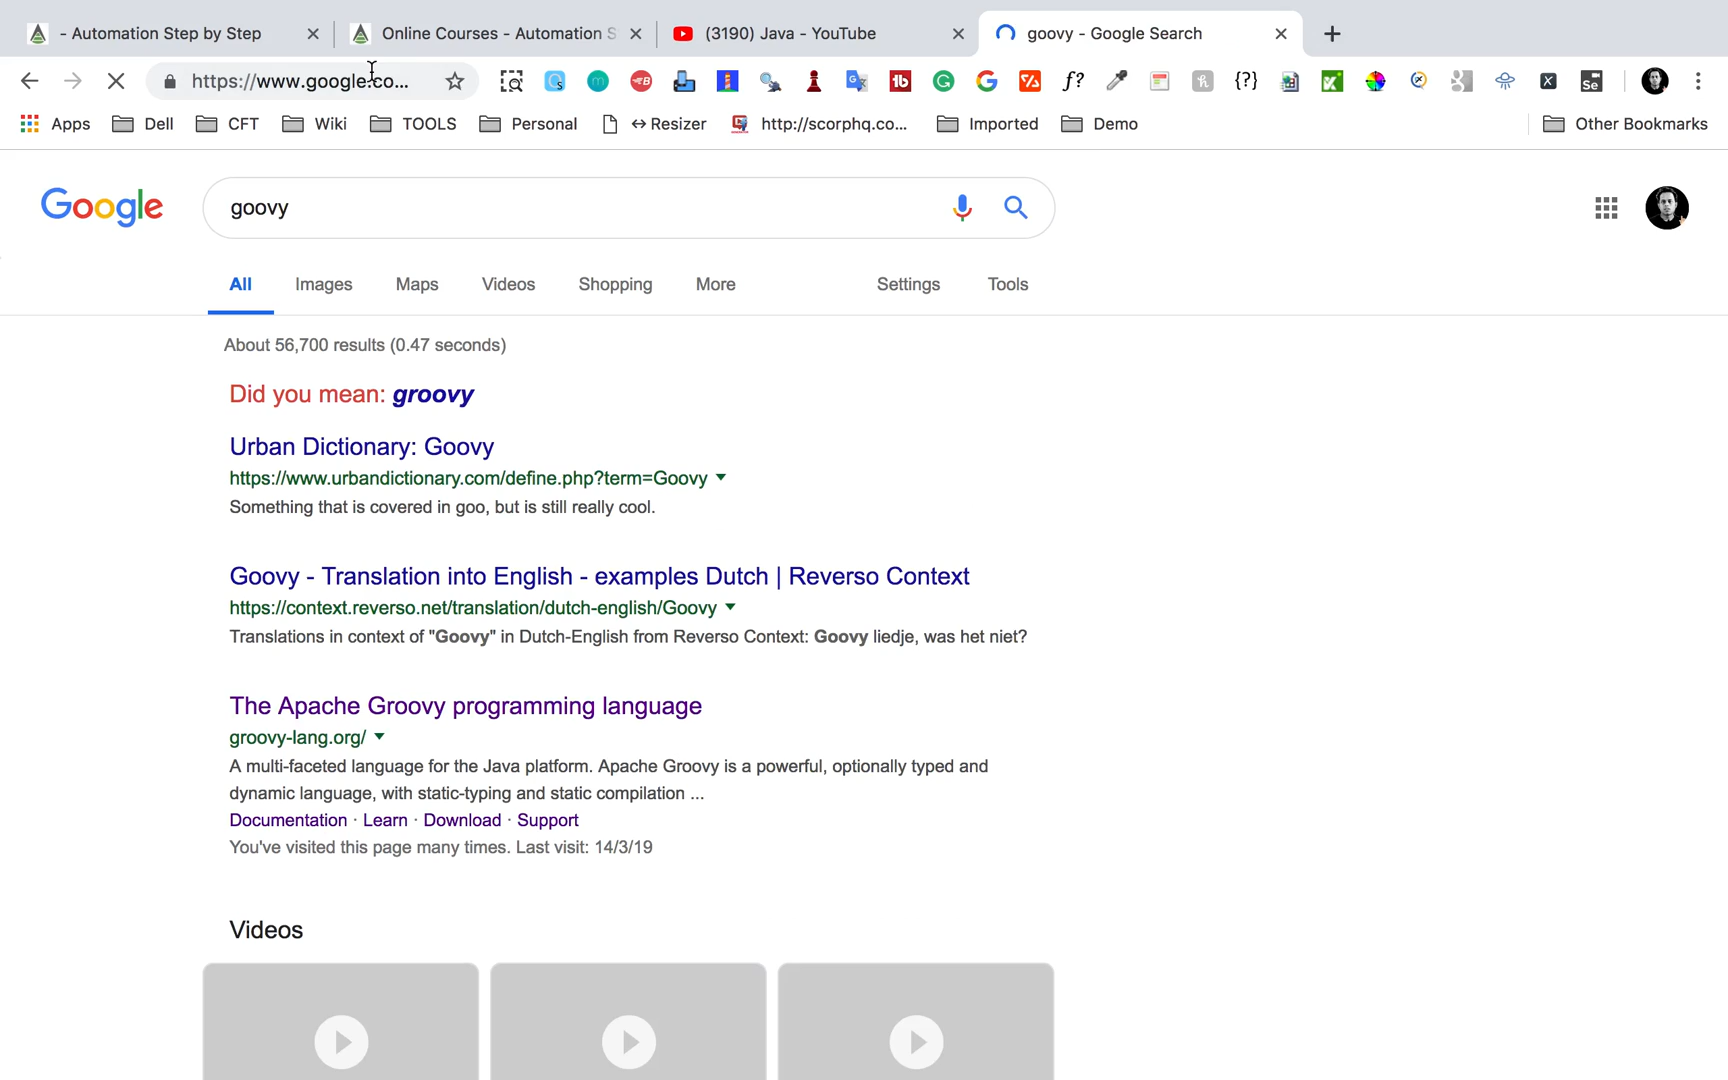 - Automation Step by Step
Online Courses - Automation S
(3190) Java - YouTube
goovy - Google Search
https://www.google.co...
Apps
Dell
CFT
Wiki
TOOLS
Personal
↔ Resizer
http://scorphq.co...
Imported
Demo
Other Bookmarks
Google
goovy
All
Images
Maps
Videos
Shopping
More
Settings
Tools
About 56,700 results (0.47 seconds)
Did you mean: groovy
Urban Dictionary: Goovy
https://www.urbandictionary.com/define.php?term=Goovy
Something that is covered in goo, but is still really cool.
Goovy - Translation into English - examples Dutch | Reverso Context
https://context.reverso.net/translation/dutch-english/Goovy
Translations in context of "Goovy" in Dutch-English from Reverso Context: Goovy liedje, was het niet?
The Apache Groovy programming language
groovy-lang.org/
A multi-faceted language for the Java platform. Apache Groovy is a powerful, optionally typed and
dynamic language, with static-typing and static compilation ...
Documentation · Learn · Download · Support
You've visited this page many times. Last visit: 14/3/19
Videos